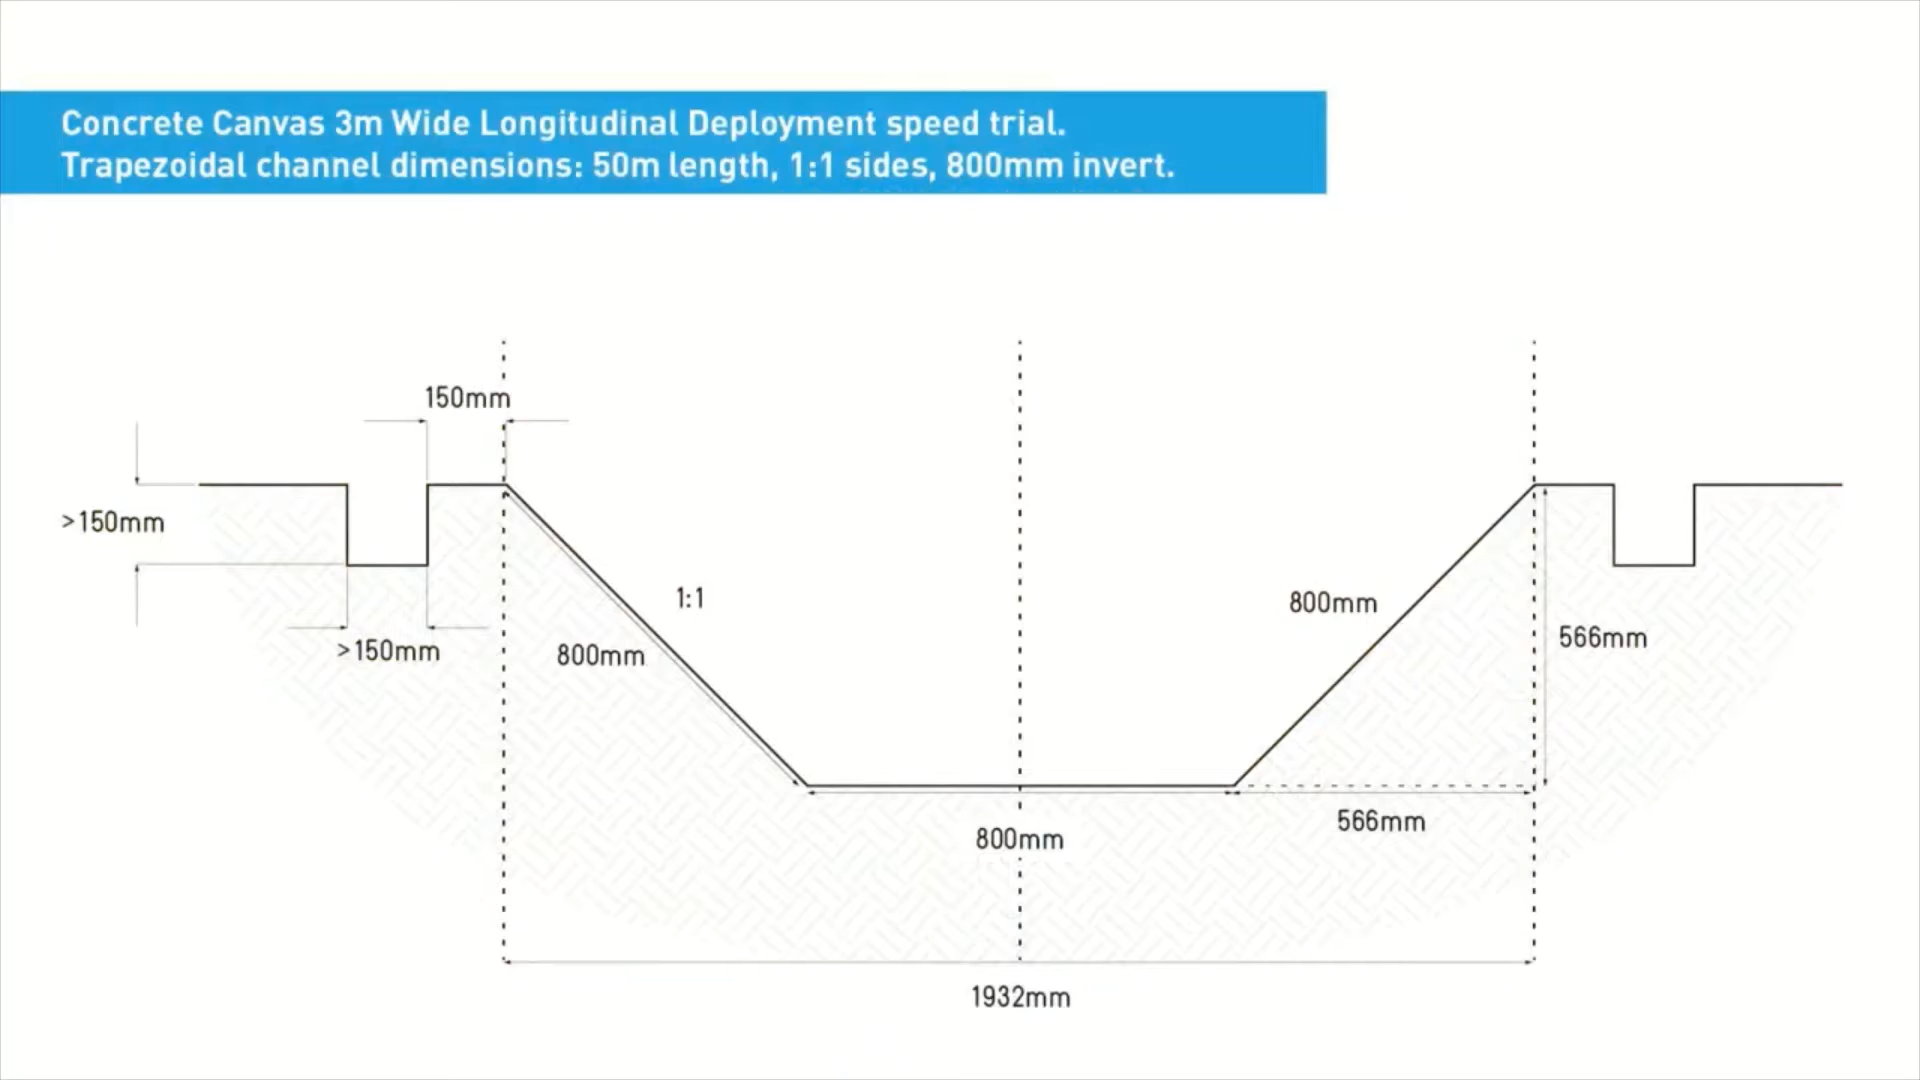 Concrete Canvas 3m Wide Longitudinal Deployment speed trial.
Trapezoidal channel dimensions: 50m length, 1:1 sides, 800mm invert.
150mm
>150mm
>150mm
1:1
800mm
800mm
566mm
566mm
800mm
1932mm